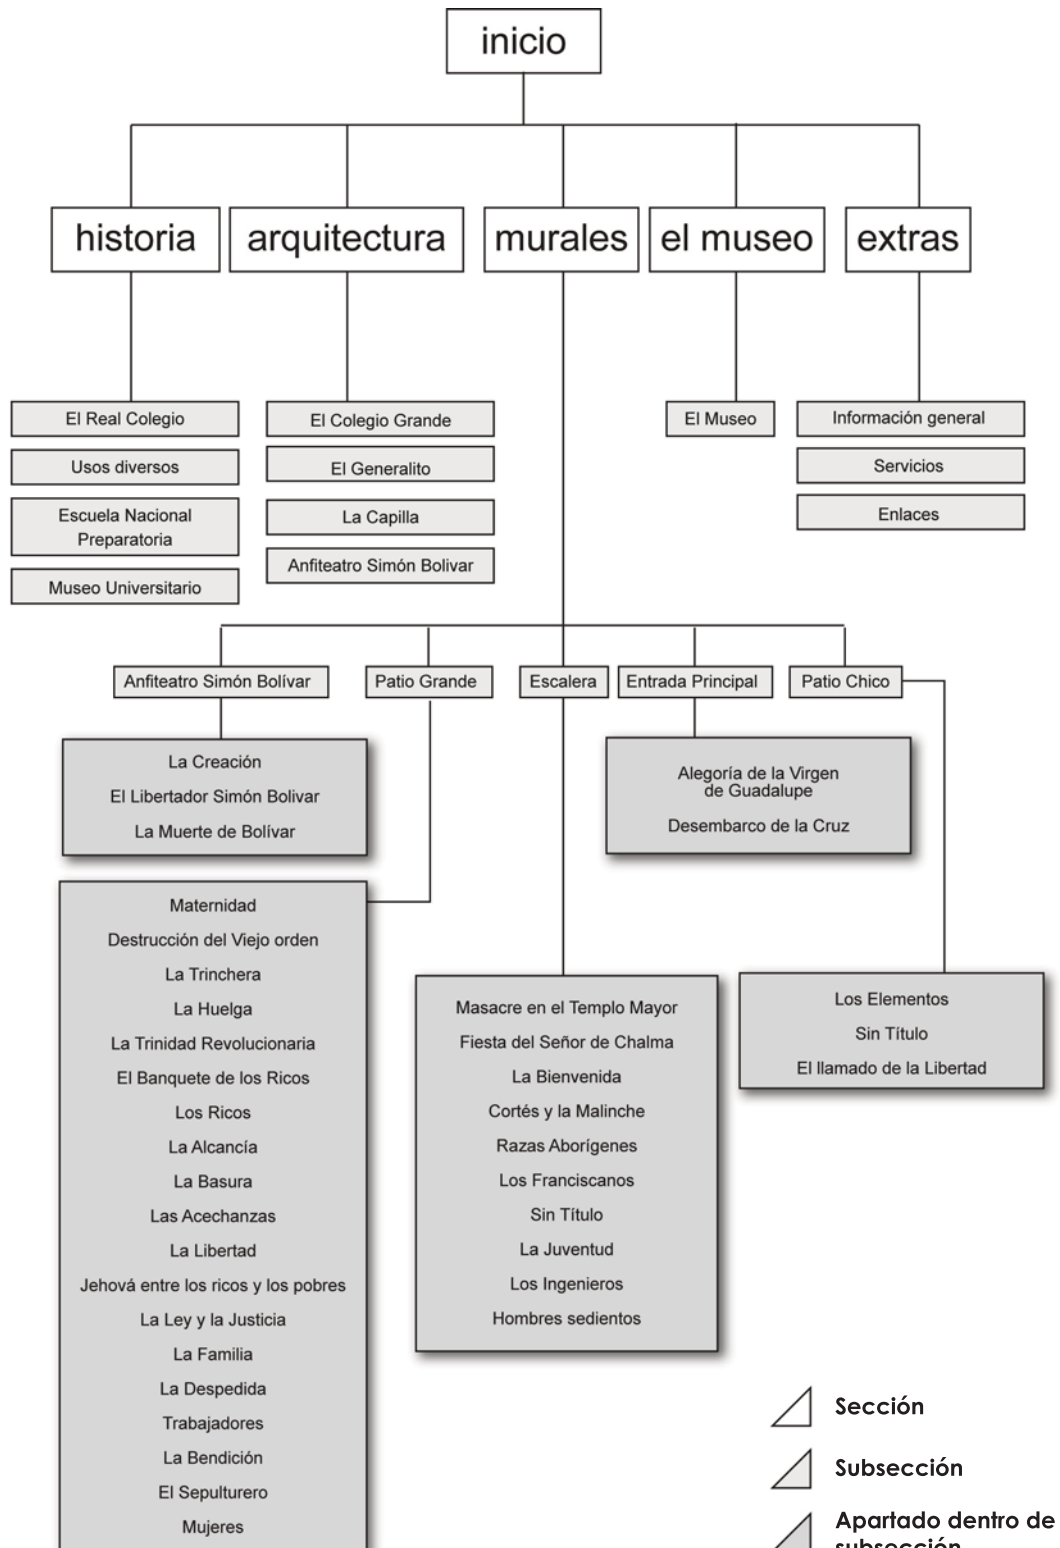 inicio
historia
arquitectura
murales
el museo
extras
El Real Colegio
Usos diversos
Escuela Nacional
Preparatoria
Museo Universitario
El Colegio Grande
El Generalito
La Capilla
Anfiteatro Simón Bolivar
El Museo
Información general
Servicios
Enlaces
Anfiteatro Simón Bolívar
Patio Grande
Escalera
Entrada Principal
Patio Chico
La Creación
El Libertador Simón Bolivar
La Muerte de Bolívar
Alegoría de la Virgen
de Guadalupe
Desembarco de la Cruz
Maternidad
Destrucción del Viejo orden
La Trinchera
La Huelga
La Trinidad Revolucionaria
El Banquete de los Ricos
Los Ricos
La Alcancía
La Basura
Las Acechanzas
La Libertad
Jehová entre los ricos y los pobres
La Ley y la Justicia
La Familia
La Despedida
Trabajadores
La Bendición
El Sepulturero
Mujeres
Masacre en el Templo Mayor
Fiesta del Señor de Chalma
La Bienvenida
Cortés y la Malinche
Razas Aborígenes
Los Franciscanos
Sin Título
La Juventud
Los Ingenieros
Hombres sedientos
Los Elementos
Sin Título
El llamado de la Libertad
Sección
Subsección
Apartado dentro de
subsección